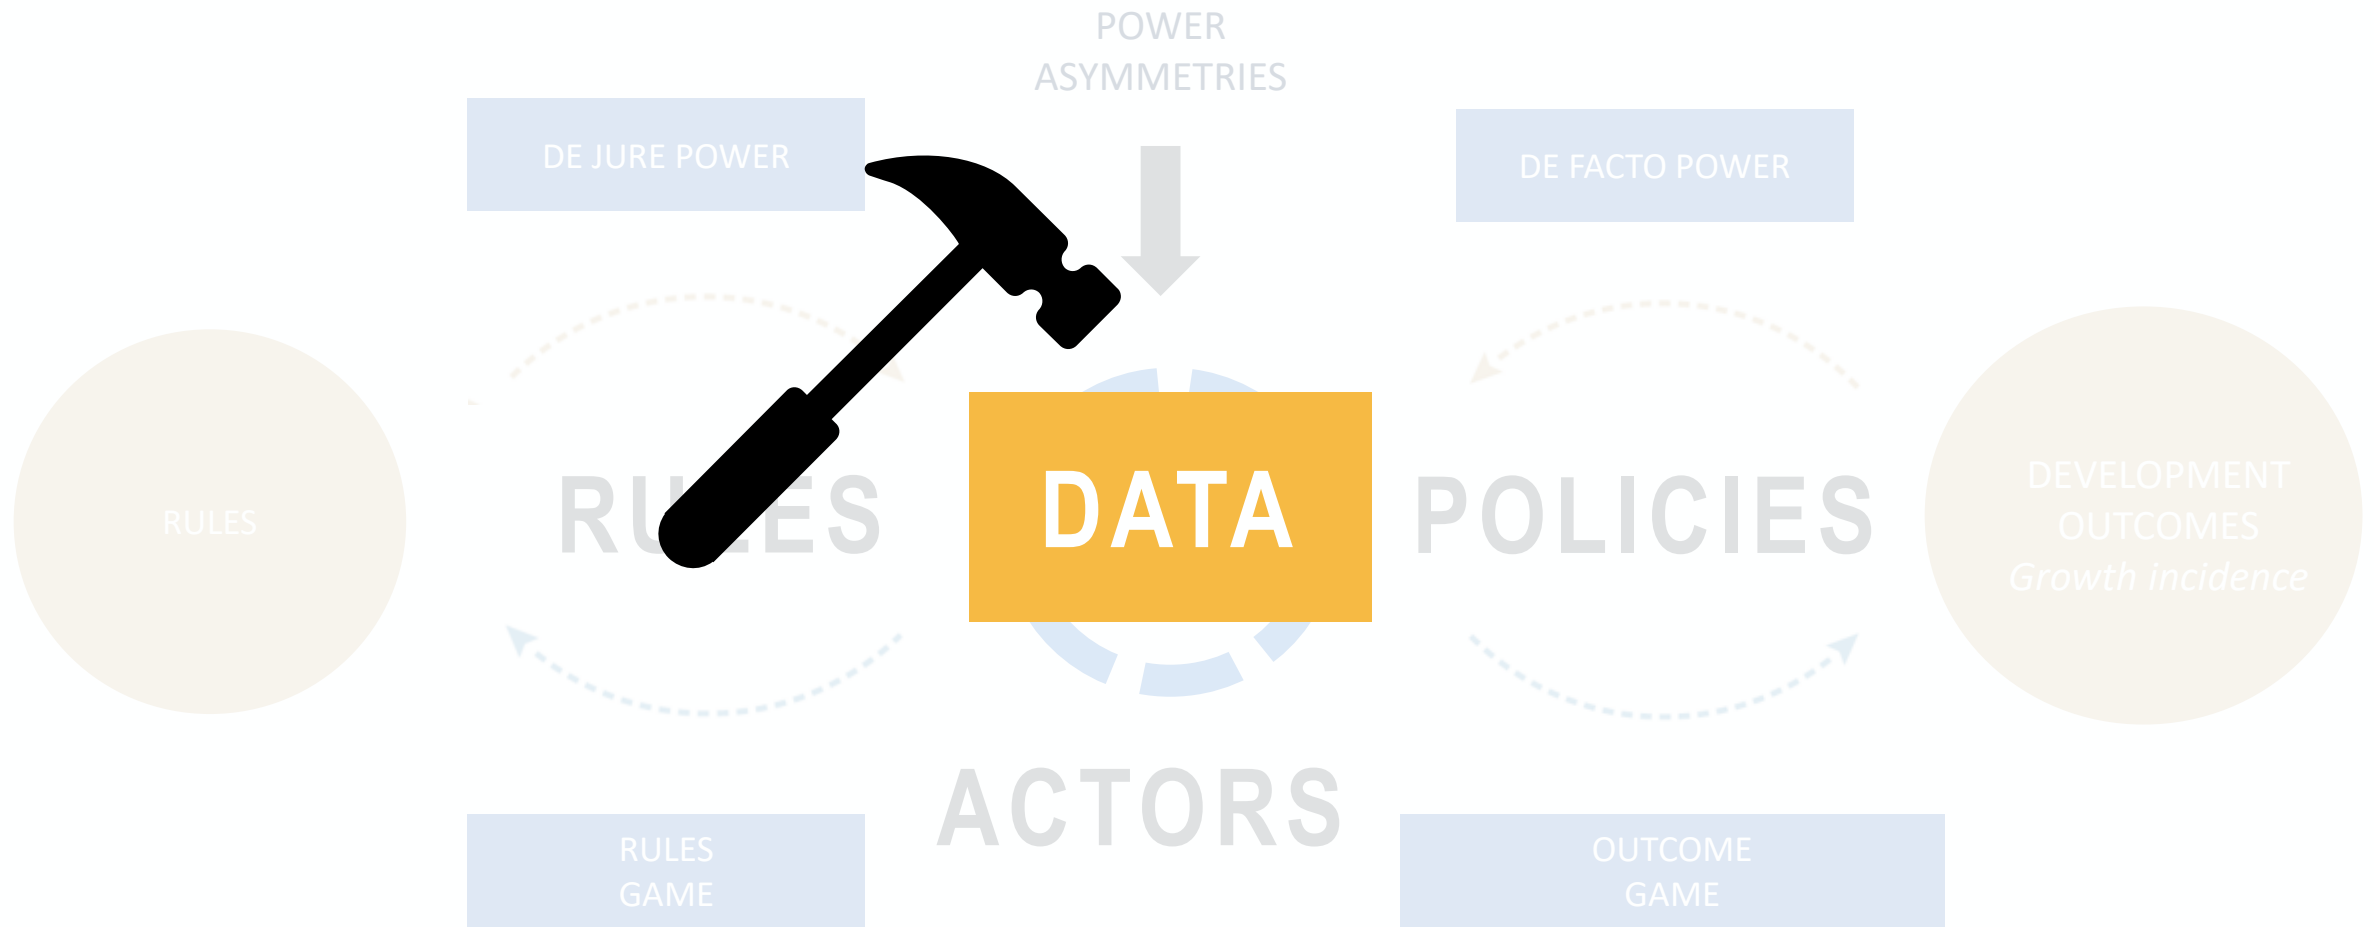 POWER
ASYMMETRIES
DE JURE POWER
DE FACTO POWER
RULES
RULES
DATA
POLICIES
DEVELOPMENT
OUTCOMES
Growth incidence
ACTORS
RULES
GAME
OUTCOME
GAME